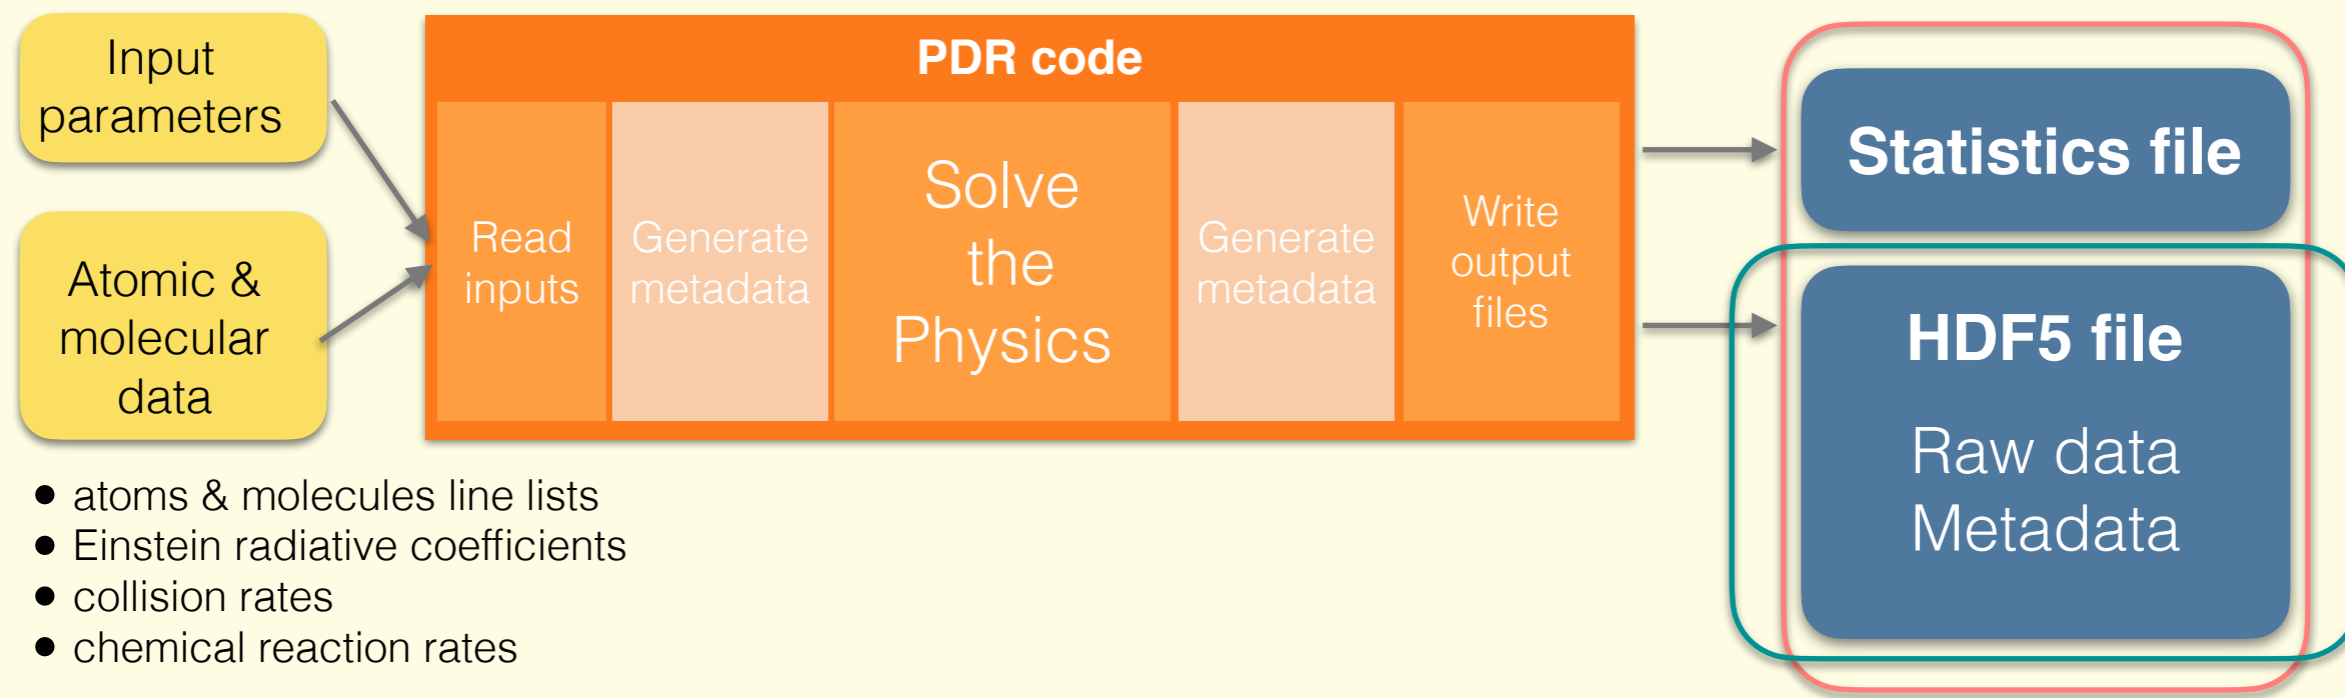 Input
parameters
Atomic &
molecular
data
PDR code
Read
inputs
Generate
metadata
Solve
the
Physics
Generate
metadata
Write
output
files
Statistics file
HDF5 file
Raw data
Metadata
• atoms & molecules line lists
• Einstein radiative coefficients
• collision rates
• chemical reaction rates